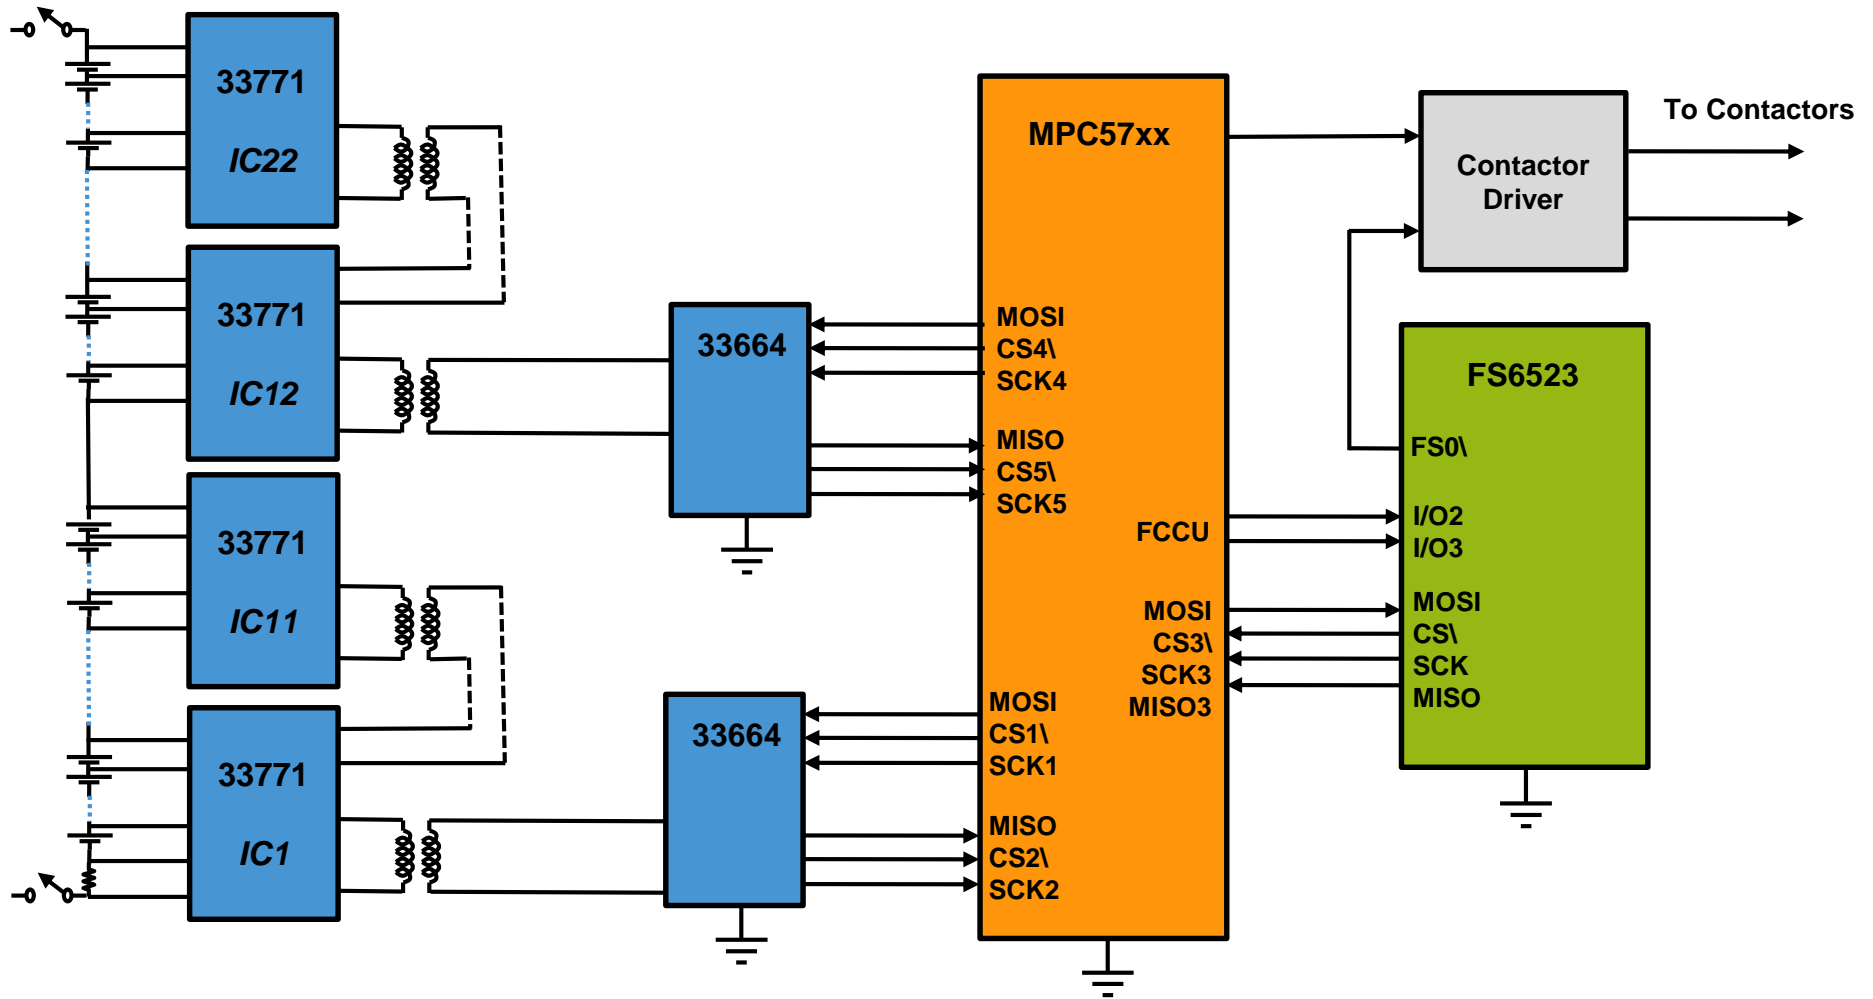 33771
IC22
33771
IC12
33771
IC11
33771
IC1
33664
33664
MPC57xx
MOSI
CS4\
SCK4
MISO
CS5\
SCK5
MOSI
CS1\
SCK1
MISO
CS2\
SCK2
FCCU
MOSI
CS3\
SCK3
MISO3
Contactor
Driver
To Contactors
FS6523
FS0\
I/O2
I/O3
MOSI
CS\
SCK
MISO